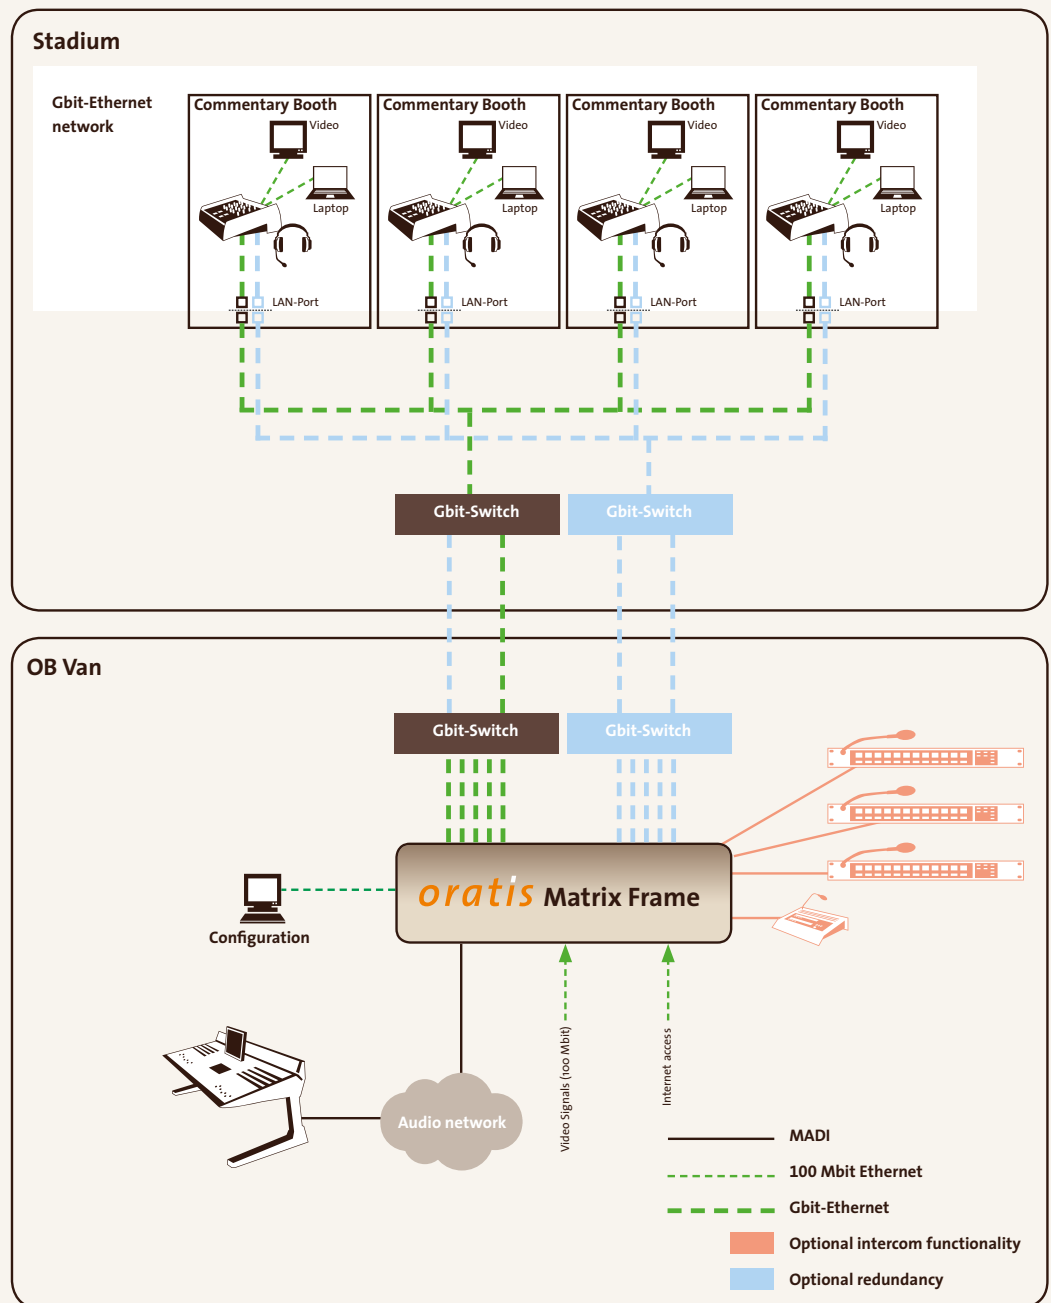 Stadium
Gbit-Ethernet
network
Commentary Booth
Commentary Booth
Commentary Booth
Commentary Booth
Video
Video
Video
Video
Laptop
Laptop
Laptop
Laptop
LAN-Port
LAN-Port
LAN-Port
LAN-Port
Gbit-Switch
Gbit-Switch
OB Van
Gbit-Switch
Gbit-Switch
oratis Matrix Frame
Configuration
Video Signals (100 Mbit)
Internet access
Audio network
MADI
100 Mbit Ethernet
Gbit-Ethernet
Optional intercom functionality
Optional redundancy